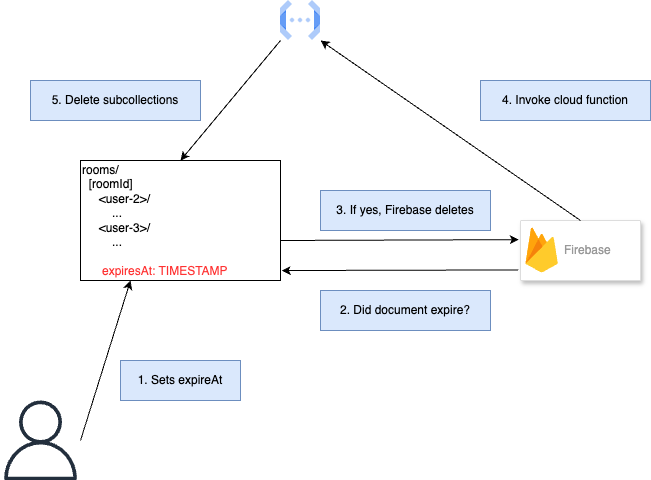 5. Delete subcollections
4. Invoke cloud function
rooms/
[roomId]
<user-2>/
...
<user-3>/
...
expiresAt: TIMESTAMP
3. If yes, Firebase deletes
Firebase
2. Did document expire?
1. Sets expireAt